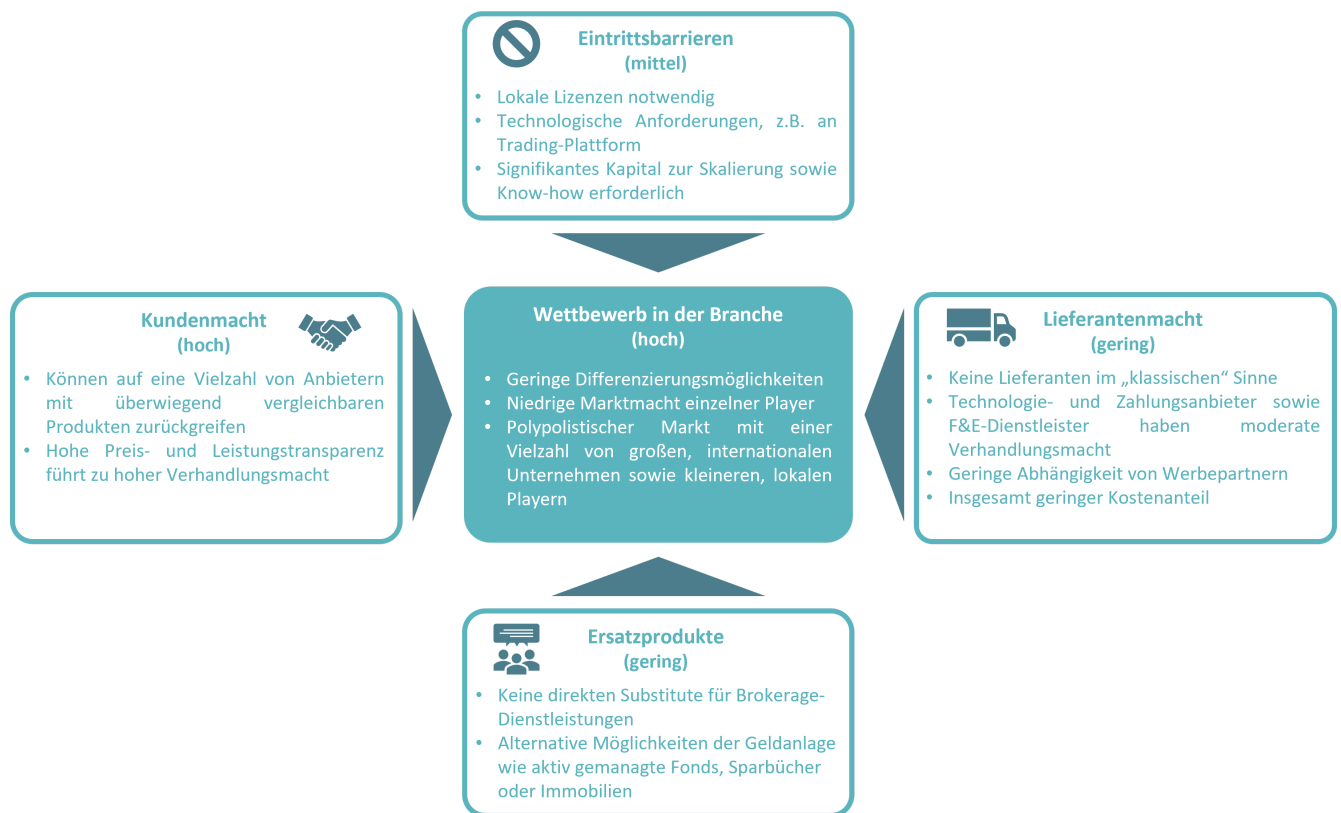 Eintrittsbarrieren
(mittel)
• Lokale Lizenzen notwendig
• Technologische Anforderungen, z.B. an
Trading-Plattform
• Signifikantes Kapital zur Skalierung sowie
Know-how erforderlich
Kundenmacht
(hoch)
• Können auf eine Vielzahl von Anbietern
mit überwiegend vergleichbaren
Produkten zurückgreifen
• Hohe Preis- und Leistungstransparenz
führt zu hoher Verhandlungsmacht
Wettbewerb in der Branche
(hoch)
• Geringe Differenzierungsmöglichkeiten
• Niedrige Marktmacht einzelner Player
• Polypolistischer Markt mit einer
Vielzahl von großen, internationalen
Unternehmen sowie kleineren, lokalen
Playern
Lieferantenmacht
(gering)
• Keine Lieferanten im „klassischen“ Sinne
• Technologie- und Zahlungsanbieter sowie
F&E-Dienstleister haben moderate
Verhandlungsmacht
• Geringe Abhängigkeit von Werbepartnern
• Insgesamt geringer Kostenanteil
Ersatzprodukte
(gering)
• Keine direkten Substitute für Brokerage-
Dienstleistungen
• Alternative Möglichkeiten der Geldanlage
wie aktiv gemanagte Fonds, Sparbücher
oder Immobilien